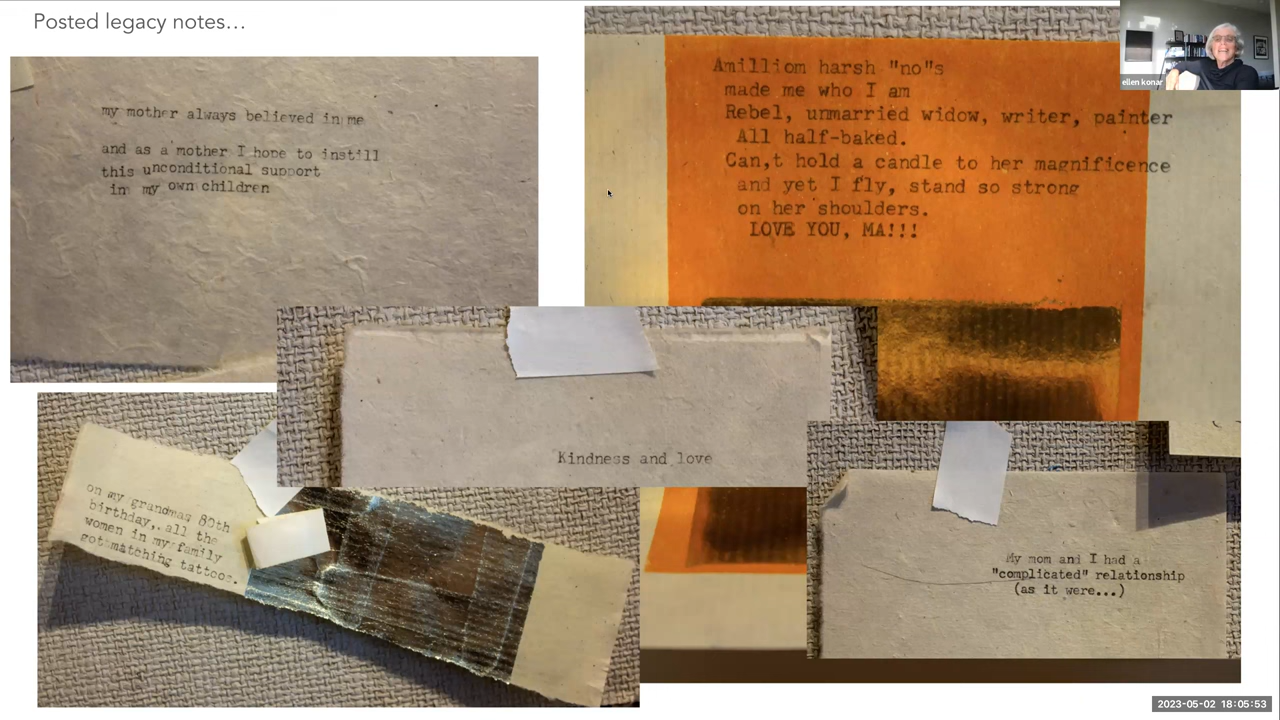 Posted legacy notes…
my mother always believed in me
and as a mother I hope to instill
this unconditional support
in my own children
Amilliom harsh "no"s
made me who I am
Rebel, unmarried widow, writer, painter
All half-baked.
Can,t hold a candle to her magnificence
and yet I fly, stand so strong
on her shoulders.
LOVE YOU, MA!!!
ellen konar
Kindness and love
on my grandmas 80th
birthday,.all the
women in my family
got matching tattoos.
My mom and I had a
"complicated" relationship
(as it were...)
2023-05-02 18:05:53